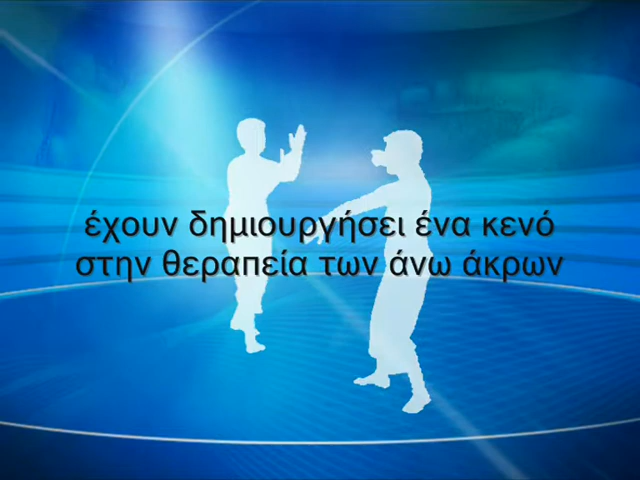 έχουν δημιουργήσει ένα κενό
στην θεραπεία των άνω άκρων